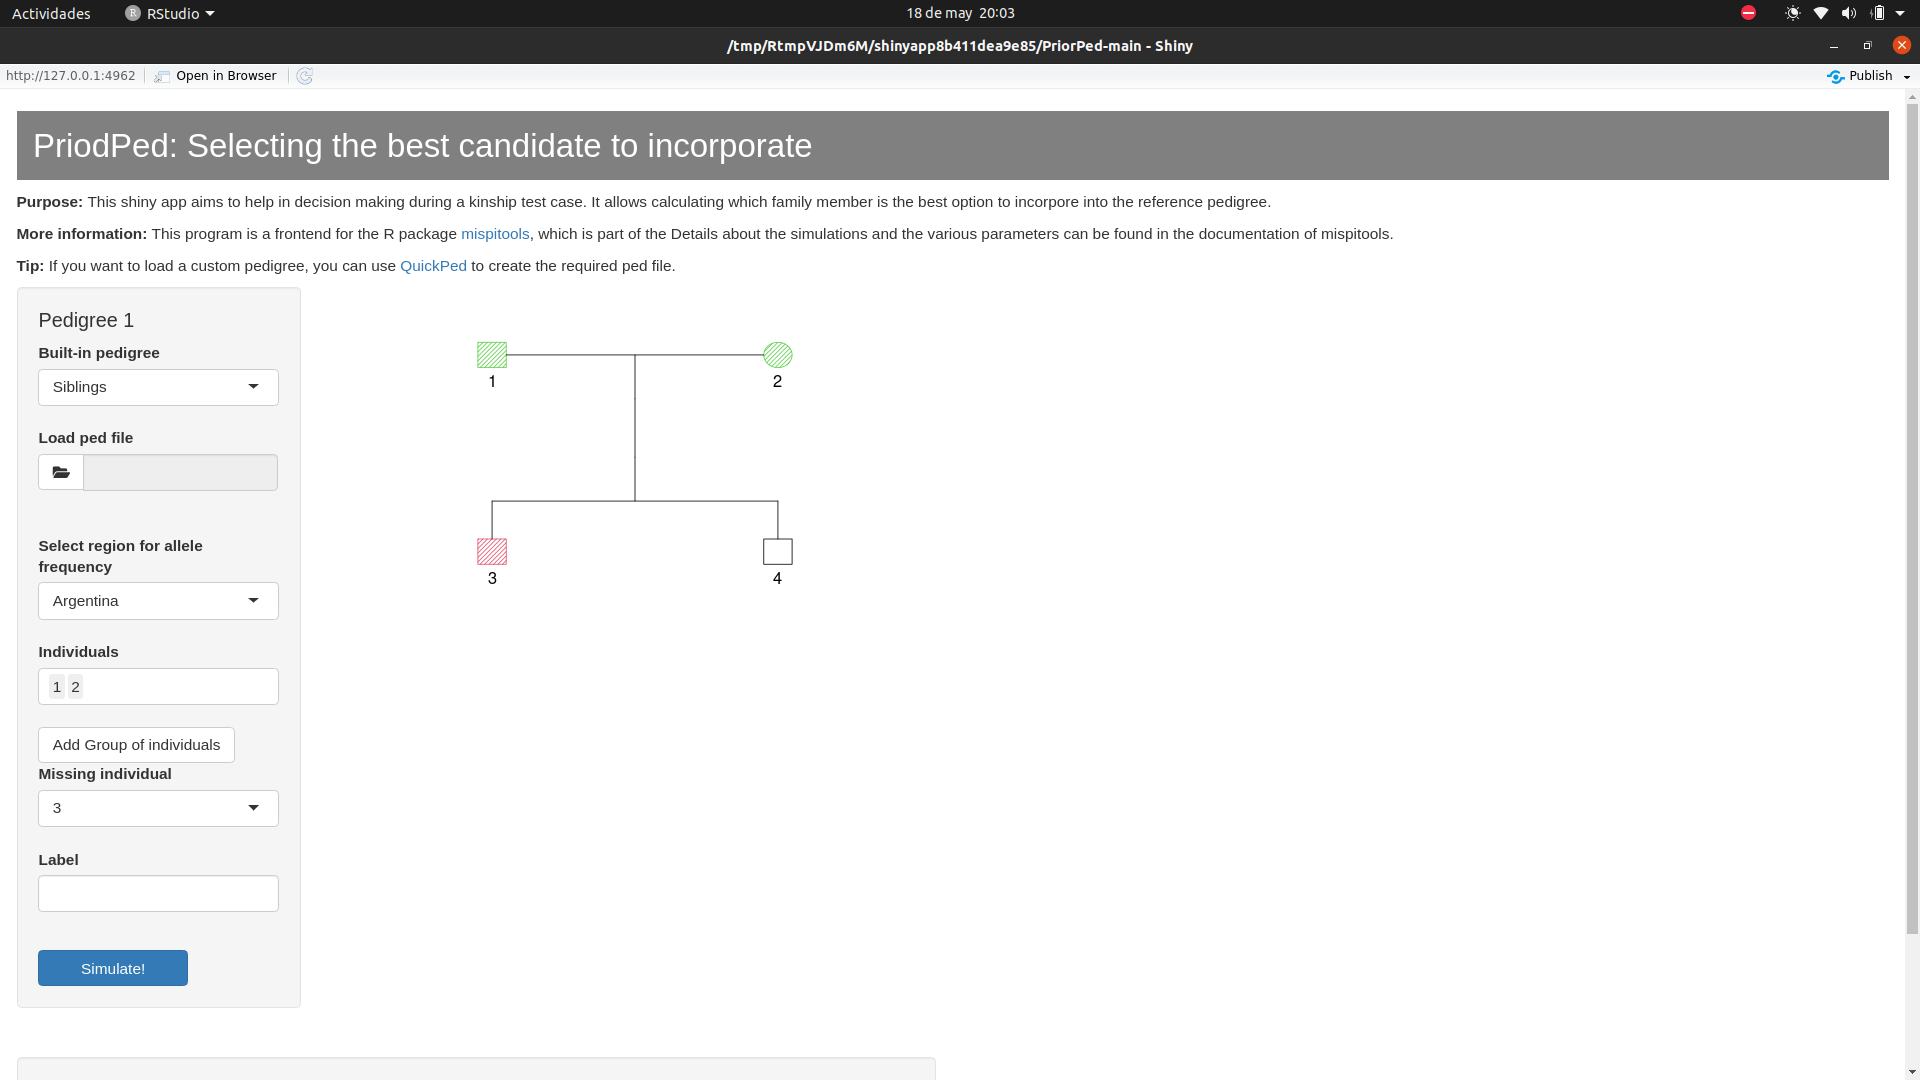 Actividades
R RStudio
18 de may 20:03
/tmp/RtmpVJDm6M/shinyapp8b411dea9e85/PriorPed-main - Shiny
http://127.0.0.1:4962
Open in Browser
Publish
PriodPed: Selecting the best candidate to incorporate
Purpose: This shiny app aims to help in decision making during a kinship test case. It allows calculating which family member is the best option to incorpore into the reference pedigree.
More information: This program is a frontend for the R package mispitools, which is part of the Details about the simulations and the various parameters can be found in the documentation of mispitools.
Tip: If you want to load a custom pedigree, you can use QuickPed to create the required ped file.
Pedigree 1
Built-in pedigree
Siblings
Load ped file
Select region for allele
frequency
Argentina
Individuals
1 2
Add Group of individuals
Missing individual
3
Label
Simulate!
1
2
3
4